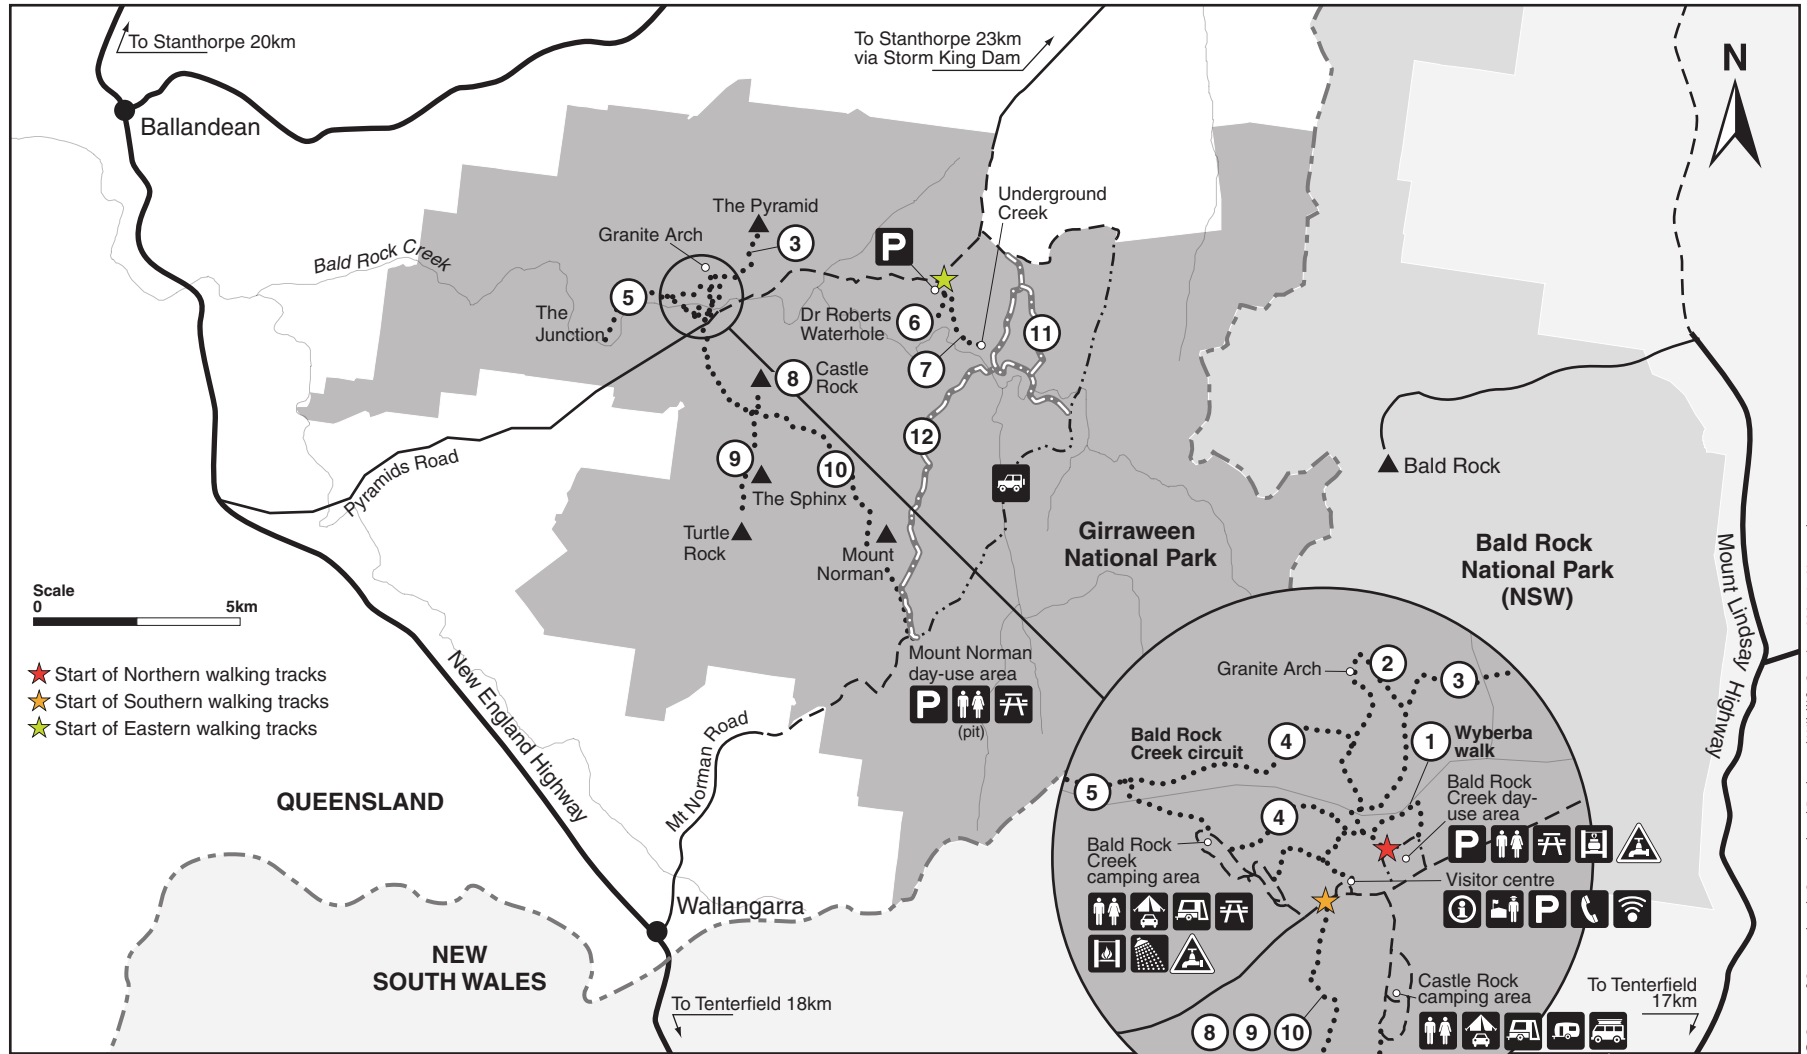 To Stanthorpe 20km
To Stanthorpe 23km
via Storm King Dam
N
Ballandean
Underground
Creek
The Pyramid
Granite Arch
3
P
Bald Rock Creek
5
The
Junction
Dr Roberts
Waterhole
6
11
7
8
Castle
Rock
12
9
10
Pyramids Road
The Sphinx
Bald Rock
Turtle
Rock
Mount
Norman
Girraween
National Park
Bald Rock
National Park
(NSW)
Mount Lindsay Highway
Scale
0 5km
Start of Northern walking tracks
Start of Southern walking tracks
Start of Eastern walking tracks
New England Highway
Mount Norman
day-use area
P
(pit)
Mt Norman Road
QUEENSLAND
Wallangarra
NEW
SOUTH WALES
To Tenterfield 18km
Granite Arch
2
3
Bald Rock
Creek circuit
4
1
Wyberba
walk
5
4
Bald Rock
Creek day-
use area
P
Bald Rock
Creek
camping area
Visitor centre
i
P
Castle Rock
camping area
8
9
10
To Tenterfield
17km